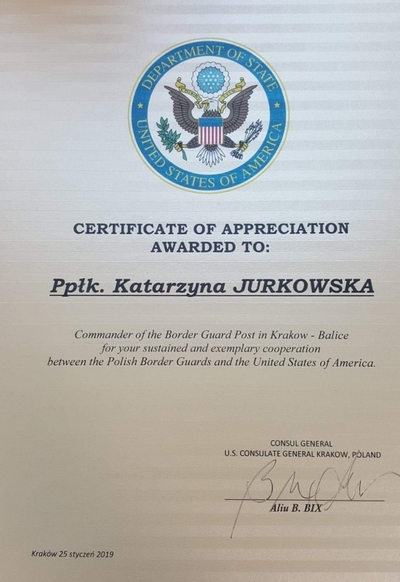 DEPARTMENT OF STATE
UNITED STATES OF AMERICA
CERTIFICATE OF APPRECIATION
AWARDED TO:
Ppłk. Katarzyna JURKOWSKA
Commander of the Border Guard Post in Krakow - Balice
for your sustained and exemplary cooperation
between the Polish Border Guards and the United States of America.
CONSUL GENERAL
U.S. CONSULATE GENERAL KRAKOW, POLAND
Aliu B. BIX
Kraków 25 styczeń 2019